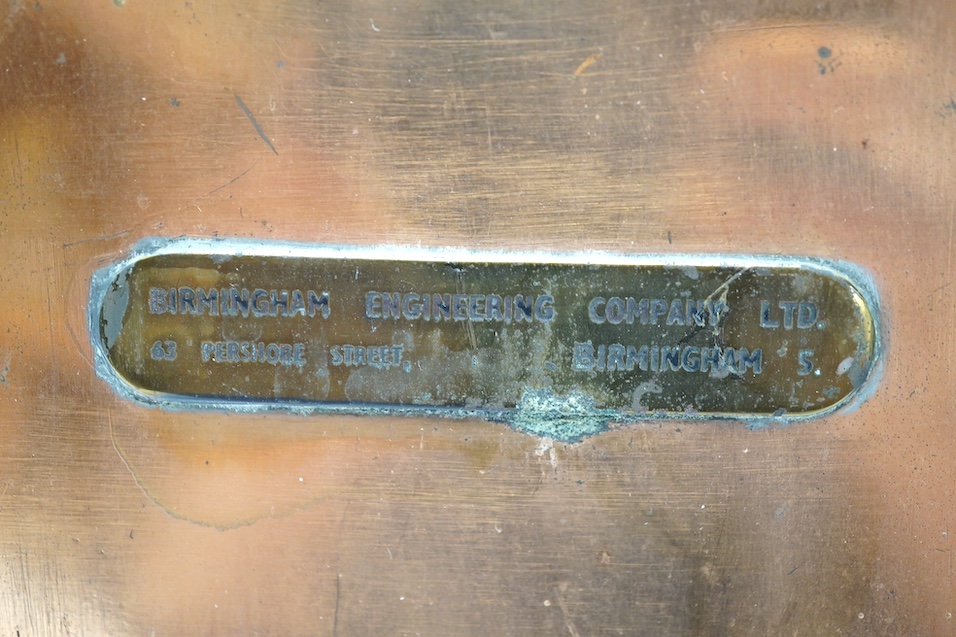 BIRMINGHAM ENGINEERING COMPANY LTD.
63 PERSHORE STREET, BIRMINGHAM 5.